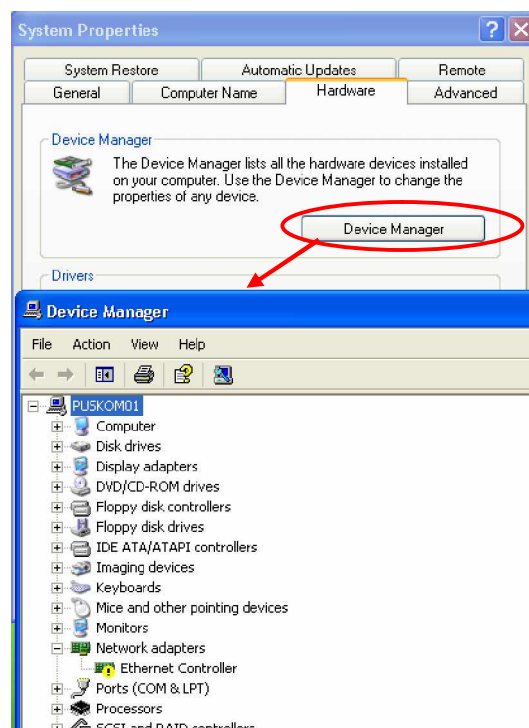 System Properties
System Restore Automatic Updates Remote
General Computer Name Hardware Advanced
Device Manager
The Device Manager lists all the hardware devices installed
on your computer. Use the Device Manager to change the
properties of any device.
Device Manager
Drivers
Device Manager
File Action View Help
PUSKOM01
Computer
Disk drives
Display adapters
DVD/CD-ROM drives
Floppy disk controllers
Floppy disk drives
IDE ATA/ATAPI controllers
Imaging devices
Keyboards
Mice and other pointing devices
Monitors
Network adapters
Ethernet Controller
Ports (COM & LPT)
Processors
SCSI and RAID controllers